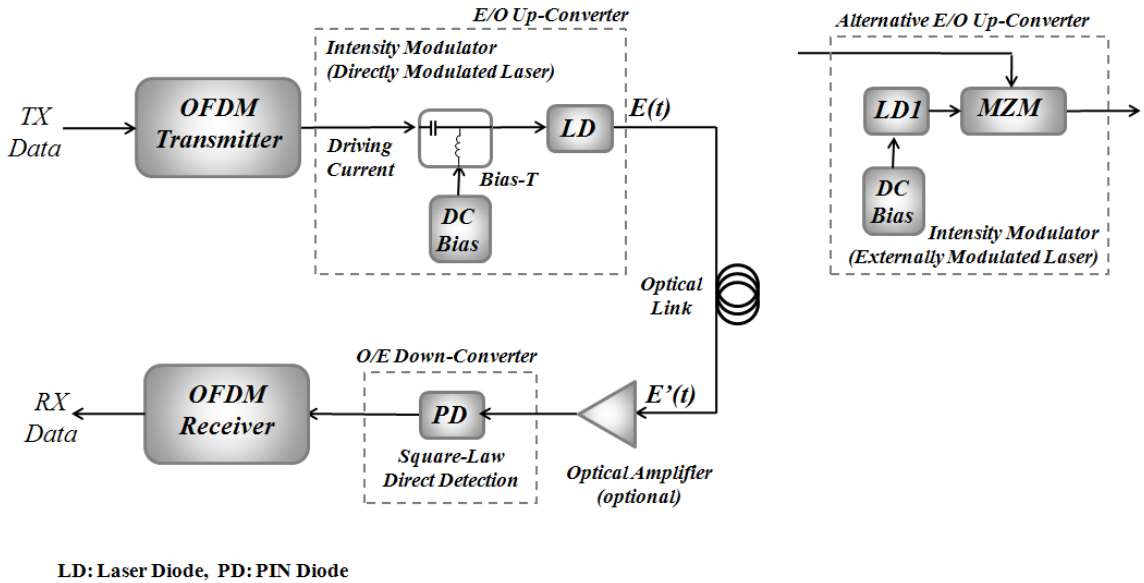 E/O Up-Converter
Alternative E/O Up-Converter
Intensity Modulator
(Directly Modulated Laser)
OFDM
Transmitter
TX
Data
Driving
Current
LD
E(t)
Bias-T
DC
Bias
LD1
MZM
DC
Bias
Intensity Modulator
(Externally Modulated Laser)
Optical
Link
O/E Down-Converter
OFDM
Receiver
RX
Data
PD
E’(t)
Square-Law
Direct Detection
Optical Amplifier
(optional)
LD: Laser Diode, PD: PIN Diode